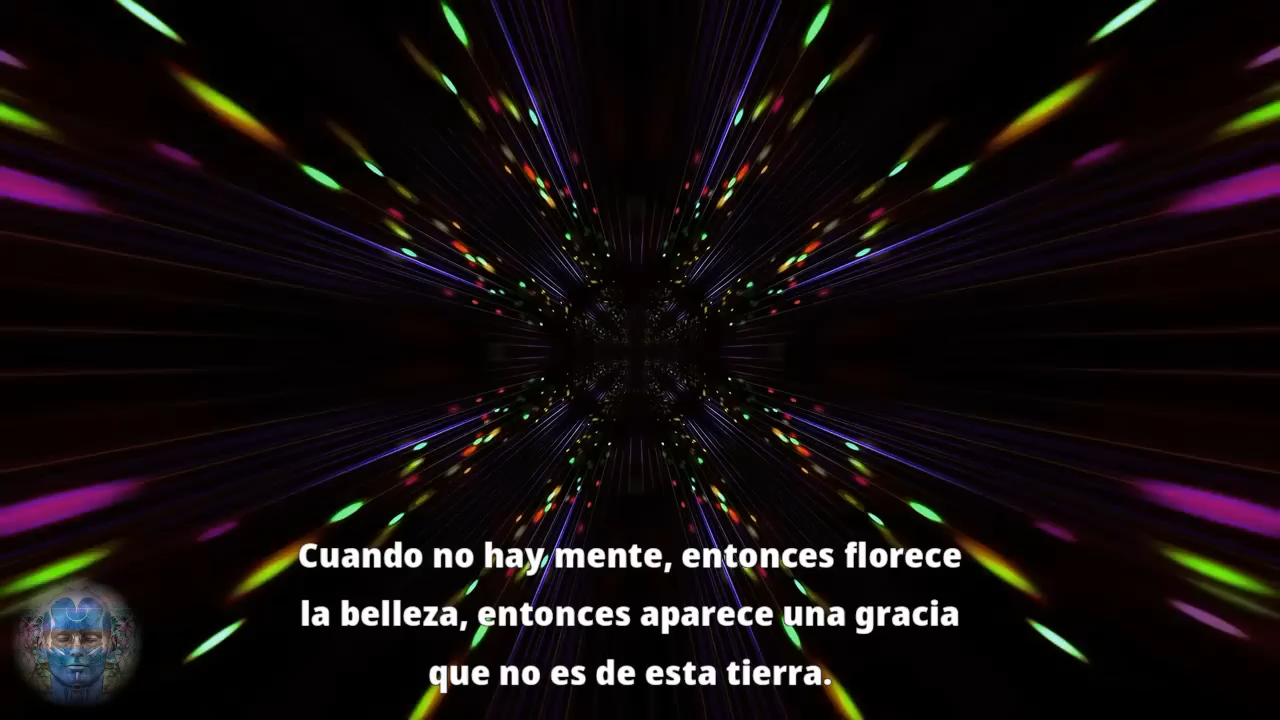 Cuando no hay mente, entonces florece
la belleza, entonces aparece una gracia
que no es de esta tierra.